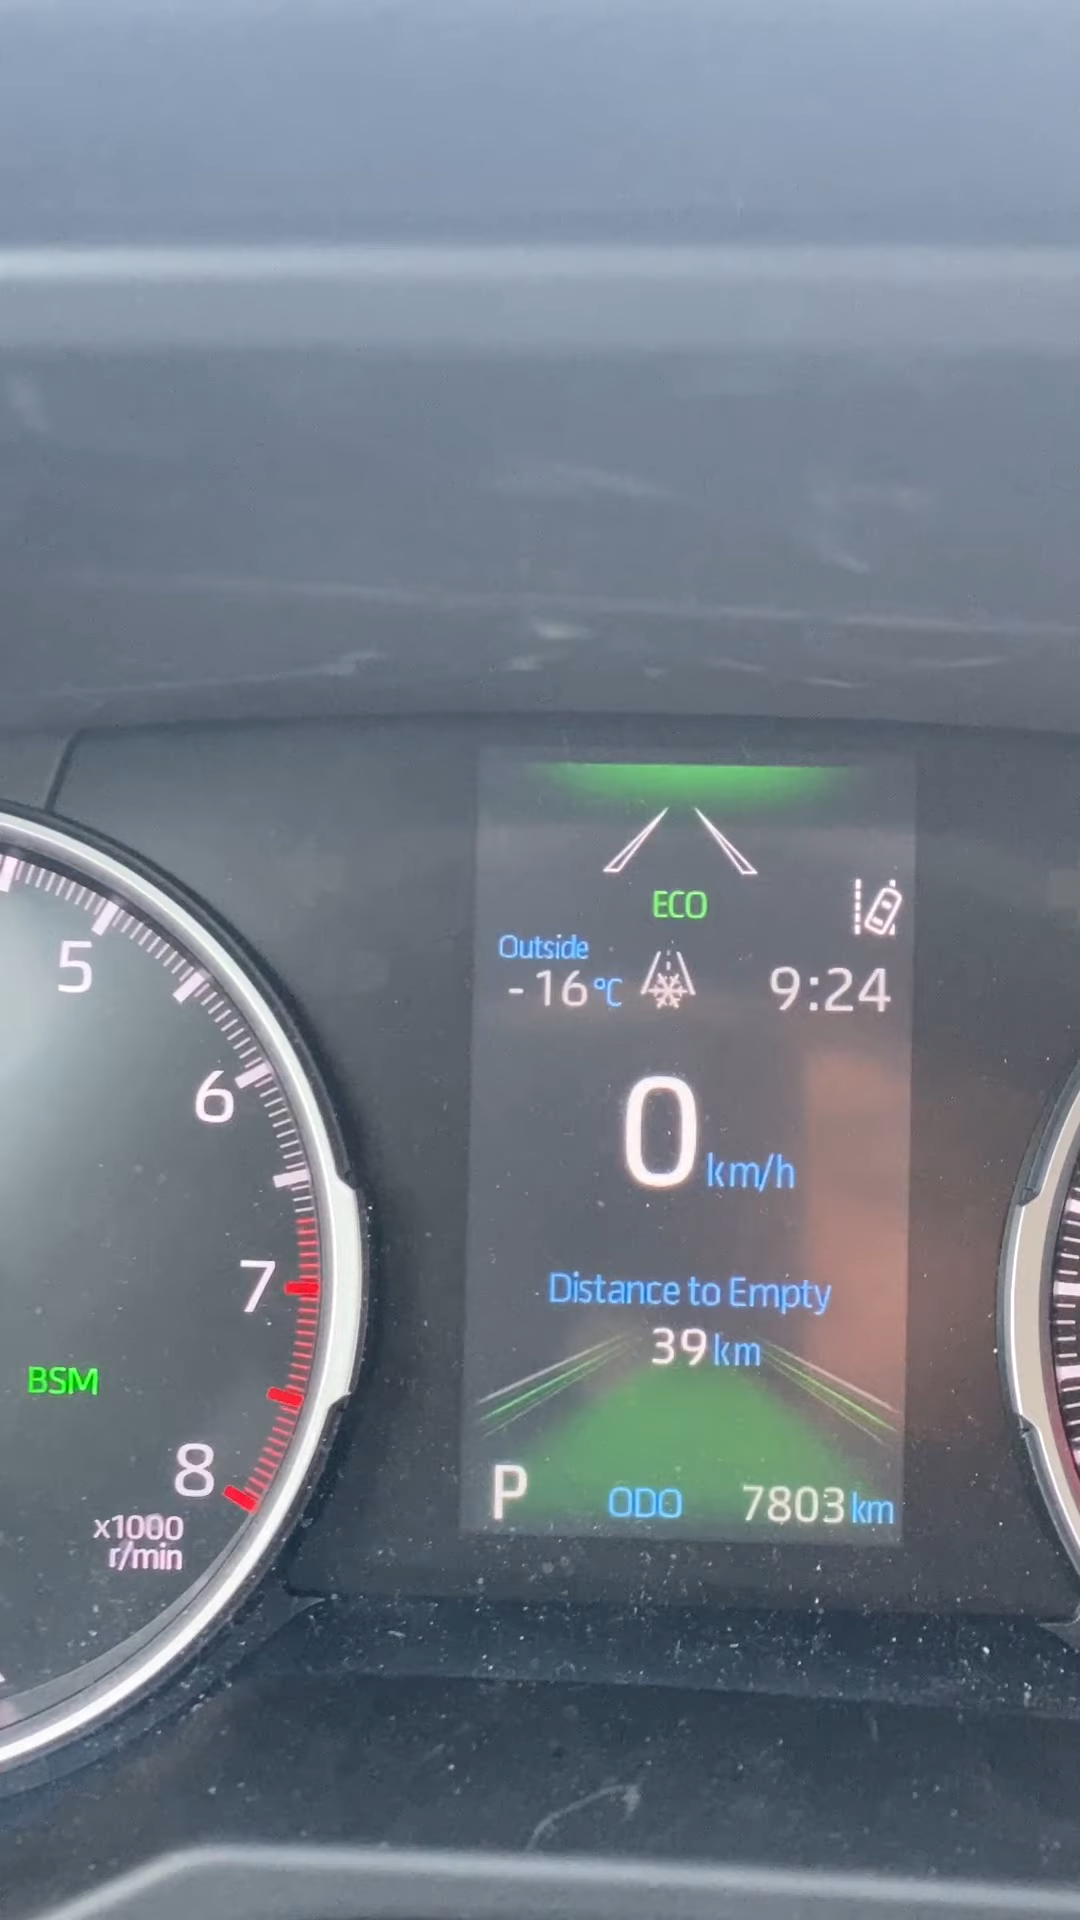 5
6
7
BSM
8
x1000
r/min
ECO
Outside
-16°C
9:24
0 km/h
Distance to Empty
39 km
P ODO 7803 km